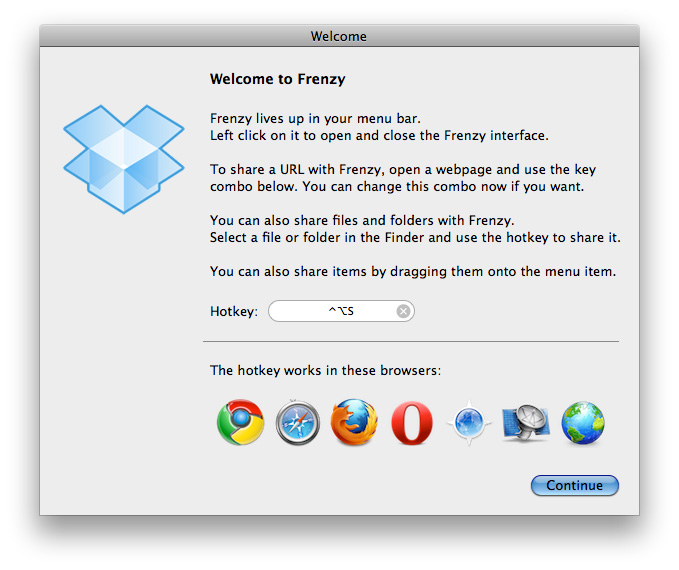 Welcome
Welcome to Frenzy
Frenzy lives up in your menu bar.
Left click on it to open and close the Frenzy interface.
To share a URL with Frenzy, open a webpage and use the key
combo below. You can change this combo now if you want.
You can also share files and folders with Frenzy.
Select a file or folder in the Finder and use the hotkey to share it.
You can also share items by dragging them onto the menu item.
Hotkey: ^⌥S
The hotkey works in these browsers:
Continue